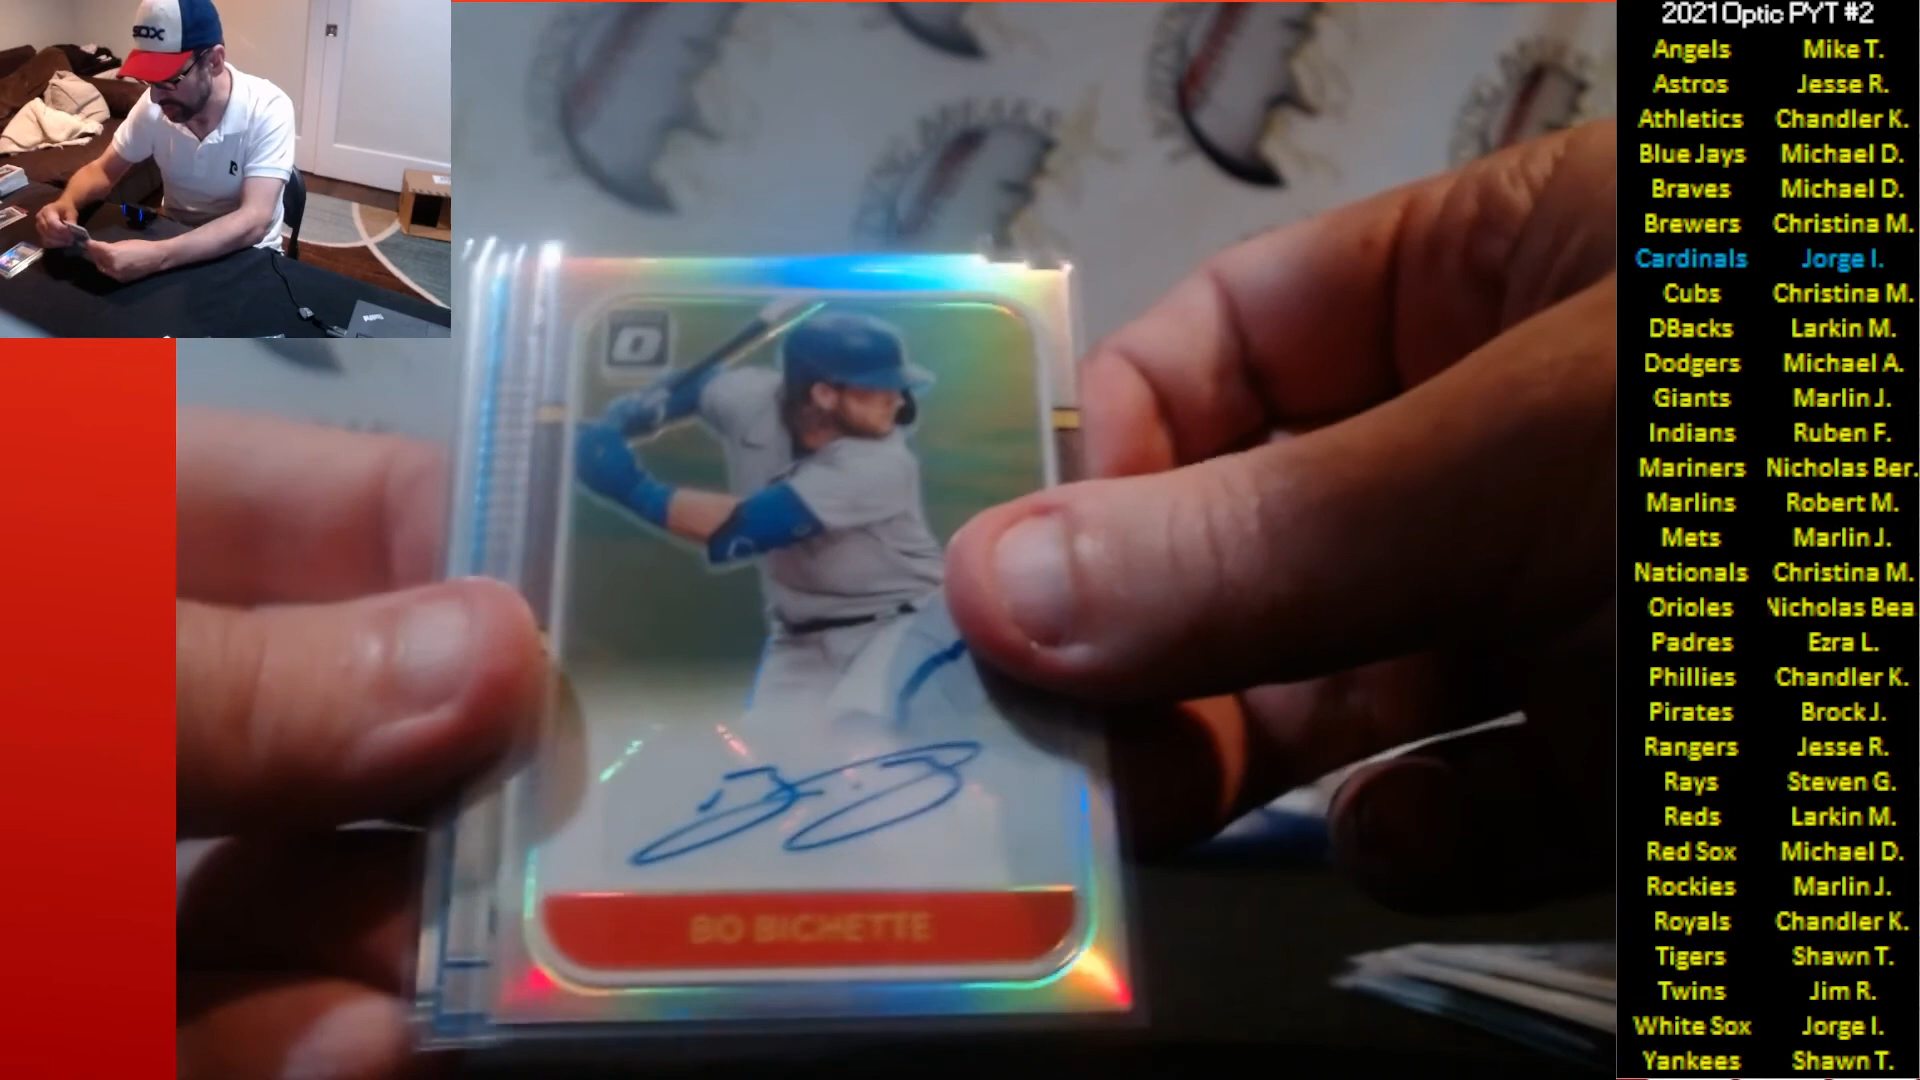 SOX
O
BO BICHETTE
2021 Optic PYT #2
Angels Mike T.
Astros Jesse R.
Athletics Chandler K.
Blue Jays Michael D.
Braves Michael D.
Brewers Christina M.
Cardinals Jorge I.
Cubs Christina M.
DBacks Larkin M.
Dodgers Michael A.
Giants Marlin J.
Indians Ruben F.
Mariners Nicholas Ber.
Marlins Robert M.
Mets Marlin J.
Nationals Christina M.
Orioles Nicholas Bea
Padres Ezra L.
Phillies Chandler K.
Pirates Brock J.
Rangers Jesse R.
Rays Steven G.
Reds Larkin M.
Red Sox Michael D.
Rockies Marlin J.
Royals Chandler K.
Tigers Shawn T.
Twins Jim R.
White Sox Jorge I.
Yankees Shawn T.